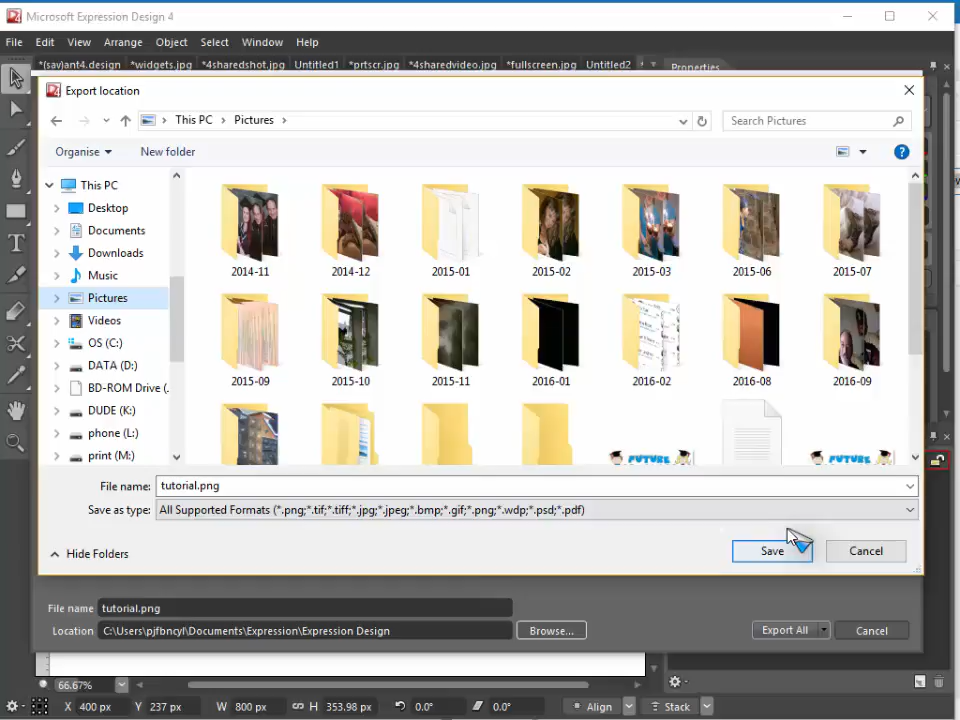 Microsoft Expression Design 4
File Edit View Arrange Object Select Window Help
*(sav)ant4.design *widgets.jpg *4sharedshot.jpg Untitled1 *prtscr.jpg *4sharedvideo.jpg *fullscreen.jpg Untitled2 Properties
Export location
This PC Pictures
Search Pictures
Organise New folder
This PC
Desktop
Documents
Downloads
Music
Pictures
Videos
OS (C:)
DATA (D:)
BD-ROM Drive (.
DUDE (K:)
phone (L:)
print (M:)
2014-11 2014-12 2015-01 2015-02 2015-03 2015-06 2015-07
2015-09 2015-10 2015-11 2016-01 2016-02 2016-08 2016-09
FUTURE FUTURE
File name: tutorial.png
Save as type: All Supported Formats (*.png;*.tif;*.tiff;*.jpg;*.jpeg;*.bmp;*.gif;*.png;*.wdp;*.psd;*.pdf)
Hide Folders Save Cancel
File name tutorial.png
Location C:\Users\pjfbncyl\Documents\Expression\Expression Design Browse... Export All Cancel
66.67%
X 400 px Y 237 px W 800 px H 353.98 px 0.0° 0.0° Align Stack